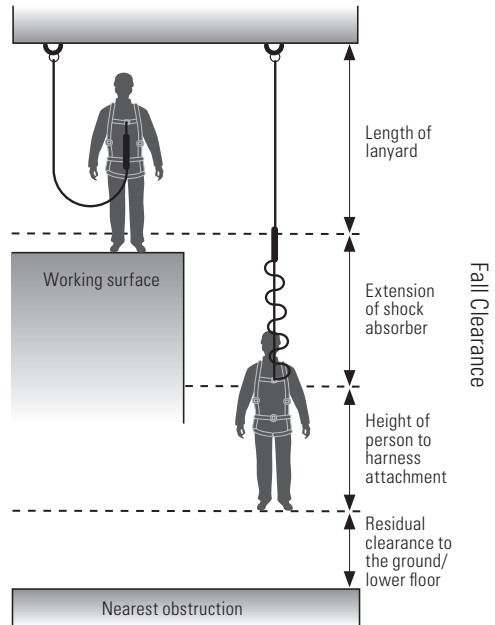 Length of
lanyard
Working surface
Extension
of shock
absorber
Fall Clearance
Height of
person to
harness
attachment
Residual
clearance to
the ground/
lower floor
Nearest obstruction